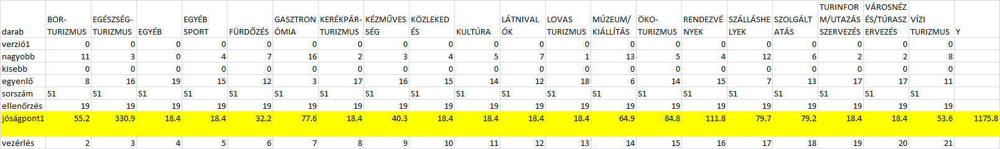 darab BOR-TURIZMUS EGÉSZSÉG-TURIZMUS EGYÉB EGYÉB SPORT FÜRDŐZÉS GASZTRONÓMIA KERÉKPÁR-TURIZMUS KÉZMŰVESSÉG KÖZLEKEDÉS KULTÚRA LÁTNIVALÓK LOVAS TURIZMUS MÚZEUM/KIÁLLÍTÁS ÖKO-TURIZMUS RENDEZVÉNYEK SZÁLLÁSHELYEK SZOLGÁLTATÁS TURINFORM/UTAZÁSSZERVEZÉS VÁROSNÉZÉS/TÚRASZERVEZÉS VÍZI TURIZMUS Y
verzió1 0 0 0 0 0 0 0 0 0 0 0 0 0 0 0 0 0 0 0 0
nagyobb 11 3 0 4 7 16 2 3 4 5 7 1 13 5 4 12 6 2 2 8
kisebb 0 0 0 0 0 0 0 0 0 0 0 0 0 0 0 0 0 0 0 0
egyenlő 8 16 19 15 12 3 17 16 15 14 12 18 6 14 15 7 13 17 17 11
sorszám S1 S1 S1 S1 S1 S1 S1 S1 S1 S1 S1 S1 S1 S1 S1 S1 S1 S1 S1 S1
ellenőrzés 19 19 19 19 19 19 19 19 19 19 19 19 19 19 19 19 19 19 19 19
jóságpont1 55.2 330.9 18.4 18.4 32.2 77.6 18.4 40.3 18.4 18.4 18.4 18.4 64.9 84.8 111.8 79.7 79.2 18.4 18.4 53.6 1175.8
vezérlés 2 3 4 5 6 7 8 9 10 11 12 13 14 15 16 17 18 19 20 21